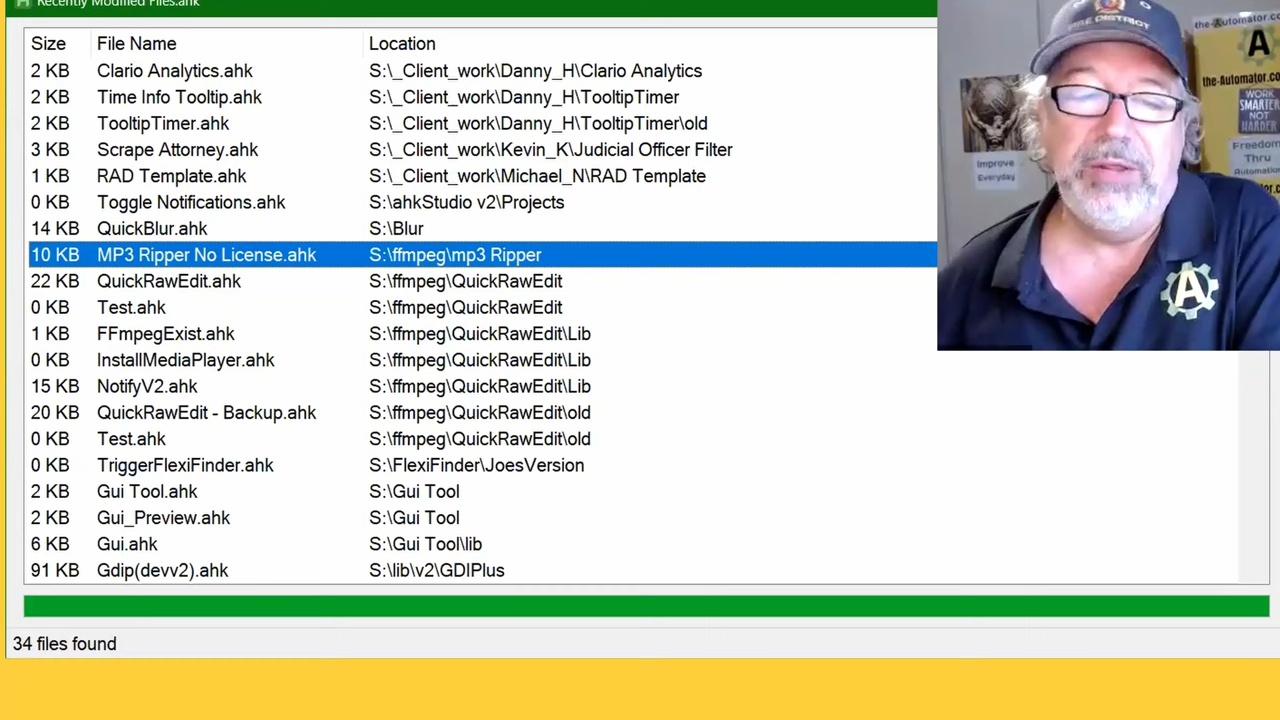 Recently Modified Files.ahk
Size File Name Location
2 KB Clario Analytics.ahk S:\_Client_work\Danny_H\Clario Analytics
2 KB Time Info Tooltip.ahk S:\_Client_work\Danny_H\TooltipTimer
2 KB TooltipTimer.ahk S:\_Client_work\Danny_H\TooltipTimer\old
3 KB Scrape Attorney.ahk S:\_Client_work\Kevin_K\Judicial Officer Filter
1 KB RAD Template.ahk S:\_Client_work\Michael_N\RAD Template
0 KB Toggle Notifications.ahk S:\ahkStudio v2\Projects
14 KB QuickBlur.ahk S:\Blur
10 KB MP3 Ripper No License.ahk S:\ffmpeg\mp3 Ripper
22 KB QuickRawEdit.ahk S:\ffmpeg\QuickRawEdit
0 KB Test.ahk S:\ffmpeg\QuickRawEdit
1 KB FFmpegExist.ahk S:\ffmpeg\QuickRawEdit\Lib
0 KB InstallMediaPlayer.ahk S:\ffmpeg\QuickRawEdit\Lib
15 KB NotifyV2.ahk S:\ffmpeg\QuickRawEdit\Lib
20 KB QuickRawEdit - Backup.ahk S:\ffmpeg\QuickRawEdit\old
0 KB Test.ahk S:\ffmpeg\QuickRawEdit\old
0 KB TriggerFlexiFinder.ahk S:\FlexiFinder\JoesVersion
2 KB Gui Tool.ahk S:\Gui Tool
2 KB Gui_Preview.ahk S:\Gui Tool
6 KB Gui.ahk S:\Gui Tool\lib
91 KB Gdip(devv2).ahk S:\lib\v2\GDIPlus
34 files found
FIRE DISTRICT
A
Improve
Everyday
the-Automator.co
A
the-Automator.co
WORK
SMARTER
NOT
HARDER
Freedom
Thru
Automation